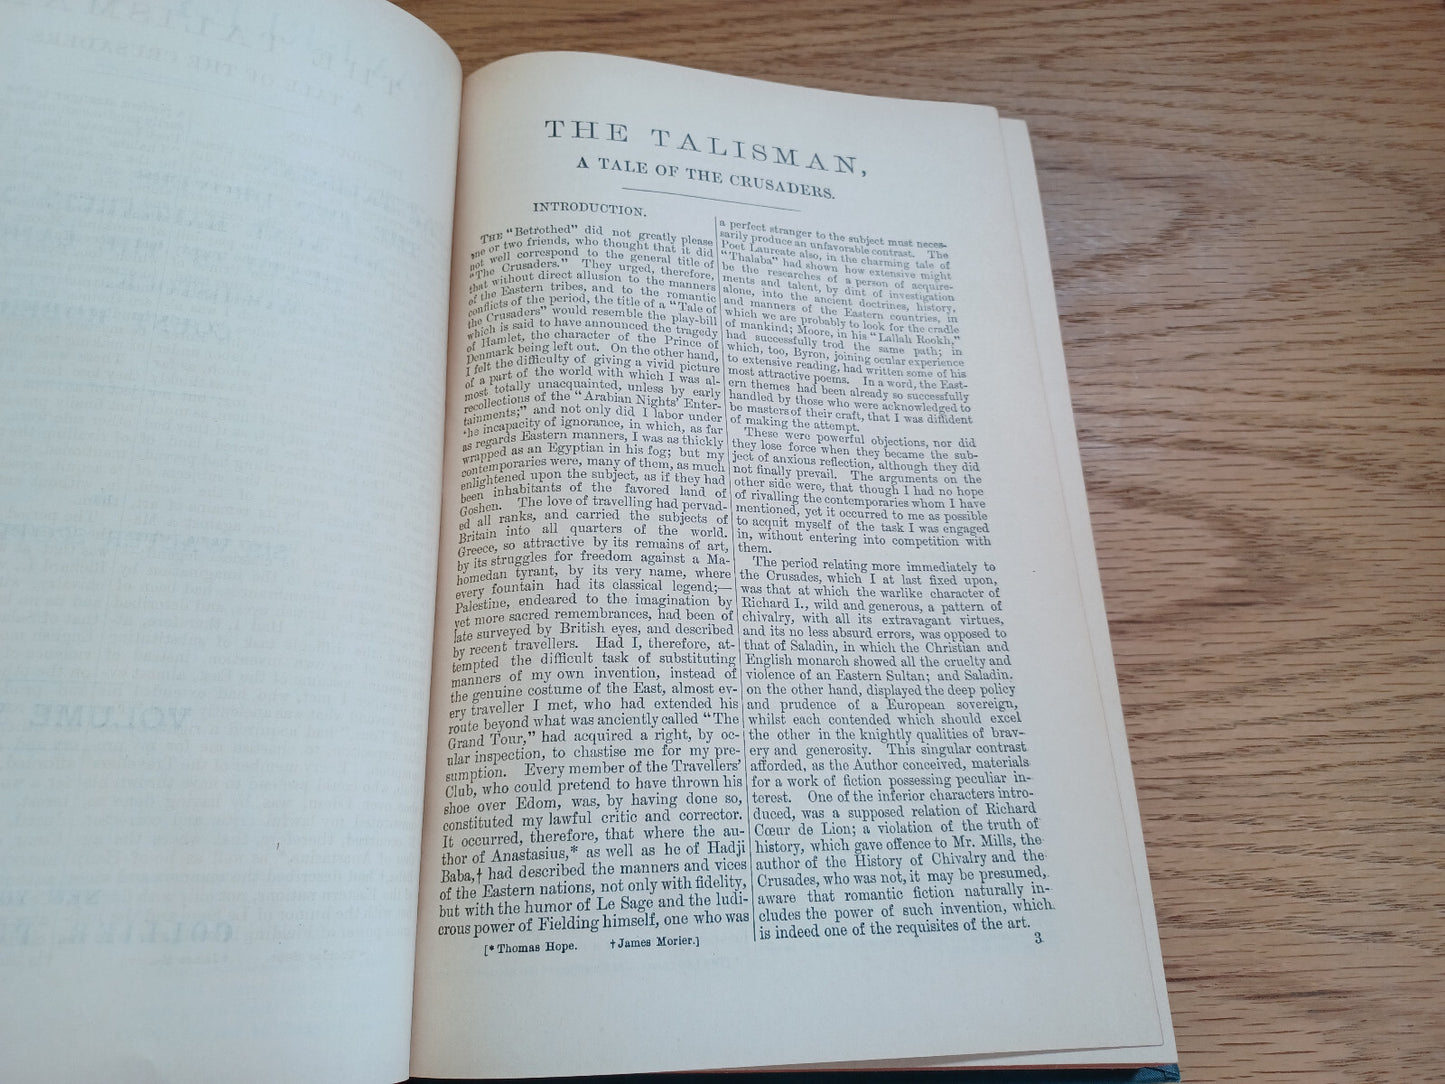 THE TALISMAN,
A TALE OF THE CRUSADERS.
INTRODUCTION.
THE "Betrothed" did not greatly please
one or two friends, who thought that it did
not well correspond to the general title of
"The Crusaders." They urged, therefore,
that without direct allusion to the manners
of the Eastern tribes, and to the romantic
conflicts of the period, the title of a "Tale of
the Crusaders" would resemble the play-bill
which is said to have announced the tragedy
of Hamlet, the character of the Prince of
Denmark being left out. On the other hand,
I felt the difficulty of giving a vivid picture
of a part of the world with which I was al-
most totally unacquainted, unless by early
recollections of the "Arabian Nights' Enter-
tainments;" and not only did I labor under
the incapacity of ignorance, in which, as far
as regards Eastern manners, I was as thickly
wrapped as an Egyptian in his fog; but my
contemporaries were, many of them, as much
enlightened upon the subject, as if they had
been inhabitants of the favored land of
Goshen. The love of travelling had pervad-
ed all ranks, and carried the subjects of
Britain into all quarters of the world.
Greece, so attractive by its remains of art,
by its struggles for freedom against a Ma-
homedan tyrant, by its very name, where
every fountain had its classical legend;—
Palestine, endeared to the imagination by
yet more sacred remembrances, had been of
late surveyed by British eyes, and described
by recent travellers. Had I, therefore, at-
tempted the difficult task of substituting
manners of my own invention, instead of
the genuine costume of the East, almost ev-
ery traveller I met, who had extended his
route beyond what was anciently called "The
Grand Tour," had acquired a right, by oc-
ular inspection, to chastise me for my pre-
sumption. Every member of the Travellers'
Club, who could pretend to have thrown his
shoe over Edom, was, by having done so,
constituted my lawful critic and corrector.
It occurred, therefore, that where the au-
thor of Anastasius,* as well as he of Hadji
Baba,† had described the manners and vices
of the Eastern nations, not only with fidelity,
but with the humor of Le Sage and the ludi-
crous power of Fielding himself, one who was
[* Thomas Hope. † James Morier.]
a perfect stranger to the subject must neces-
sarily produce an unfavorable contrast. The
Poet Laureate also, in the charming tale of
"Thalaba" had shown how extensive might
be the researches of a person of acquire-
ments and talent, by dint of investigation
alone, into the ancient doctrines, history,
and manners of the Eastern countries, in
which we are probably to look for the cradle
of mankind; Moore, in his "Lallah Rookh,"
had successfully trod the same path; in
which, too, Byron, joining ocular experience
to extensive reading, had written some of his
most attractive poems. In a word, the East-
ern themes had been already so successfully
handled by those who were acknowledged to
be masters of their craft, that I was diffident
of making the attempt.
These were powerful objections, nor did
they lose force when they became the sub-
ject of anxious reflection, although they did
not finally prevail. The arguments on the
other side were, that though I had no hope
of rivalling the contemporaries whom I have
mentioned, yet it occurred to me as possible
to acquit myself of the task I was engaged
in, without entering into competition with
them.
The period relating more immediately to
the Crusades, which I at last fixed upon,
was that at which the warlike character of
Richard I., wild and generous, a pattern of
chivalry, with all its extravagant virtues,
and its no less absurd errors, was opposed to
that of Saladin, in which the Christian and
English monarch showed all the cruelty and
violence of an Eastern Sultan; and Saladin,
on the other hand, displayed the deep policy
and prudence of a European sovereign,
whilst each contended which should excel
the other in the knightly qualities of brav-
ery and generosity. This singular contrast
afforded, as the Author conceived, materials
for a work of fiction possessing peculiar in-
terest. One of the inferior characters intro-
duced, was a supposed relation of Richard
Cœur de Lion; a violation of the truth of
history, which gave offence to Mr. Mills, the
author of the History of Chivalry and the
Crusades, who was not, it may be presumed,
aware that romantic fiction naturally in-
cludes the power of such invention, which
is indeed one of the requisites of the art.
3